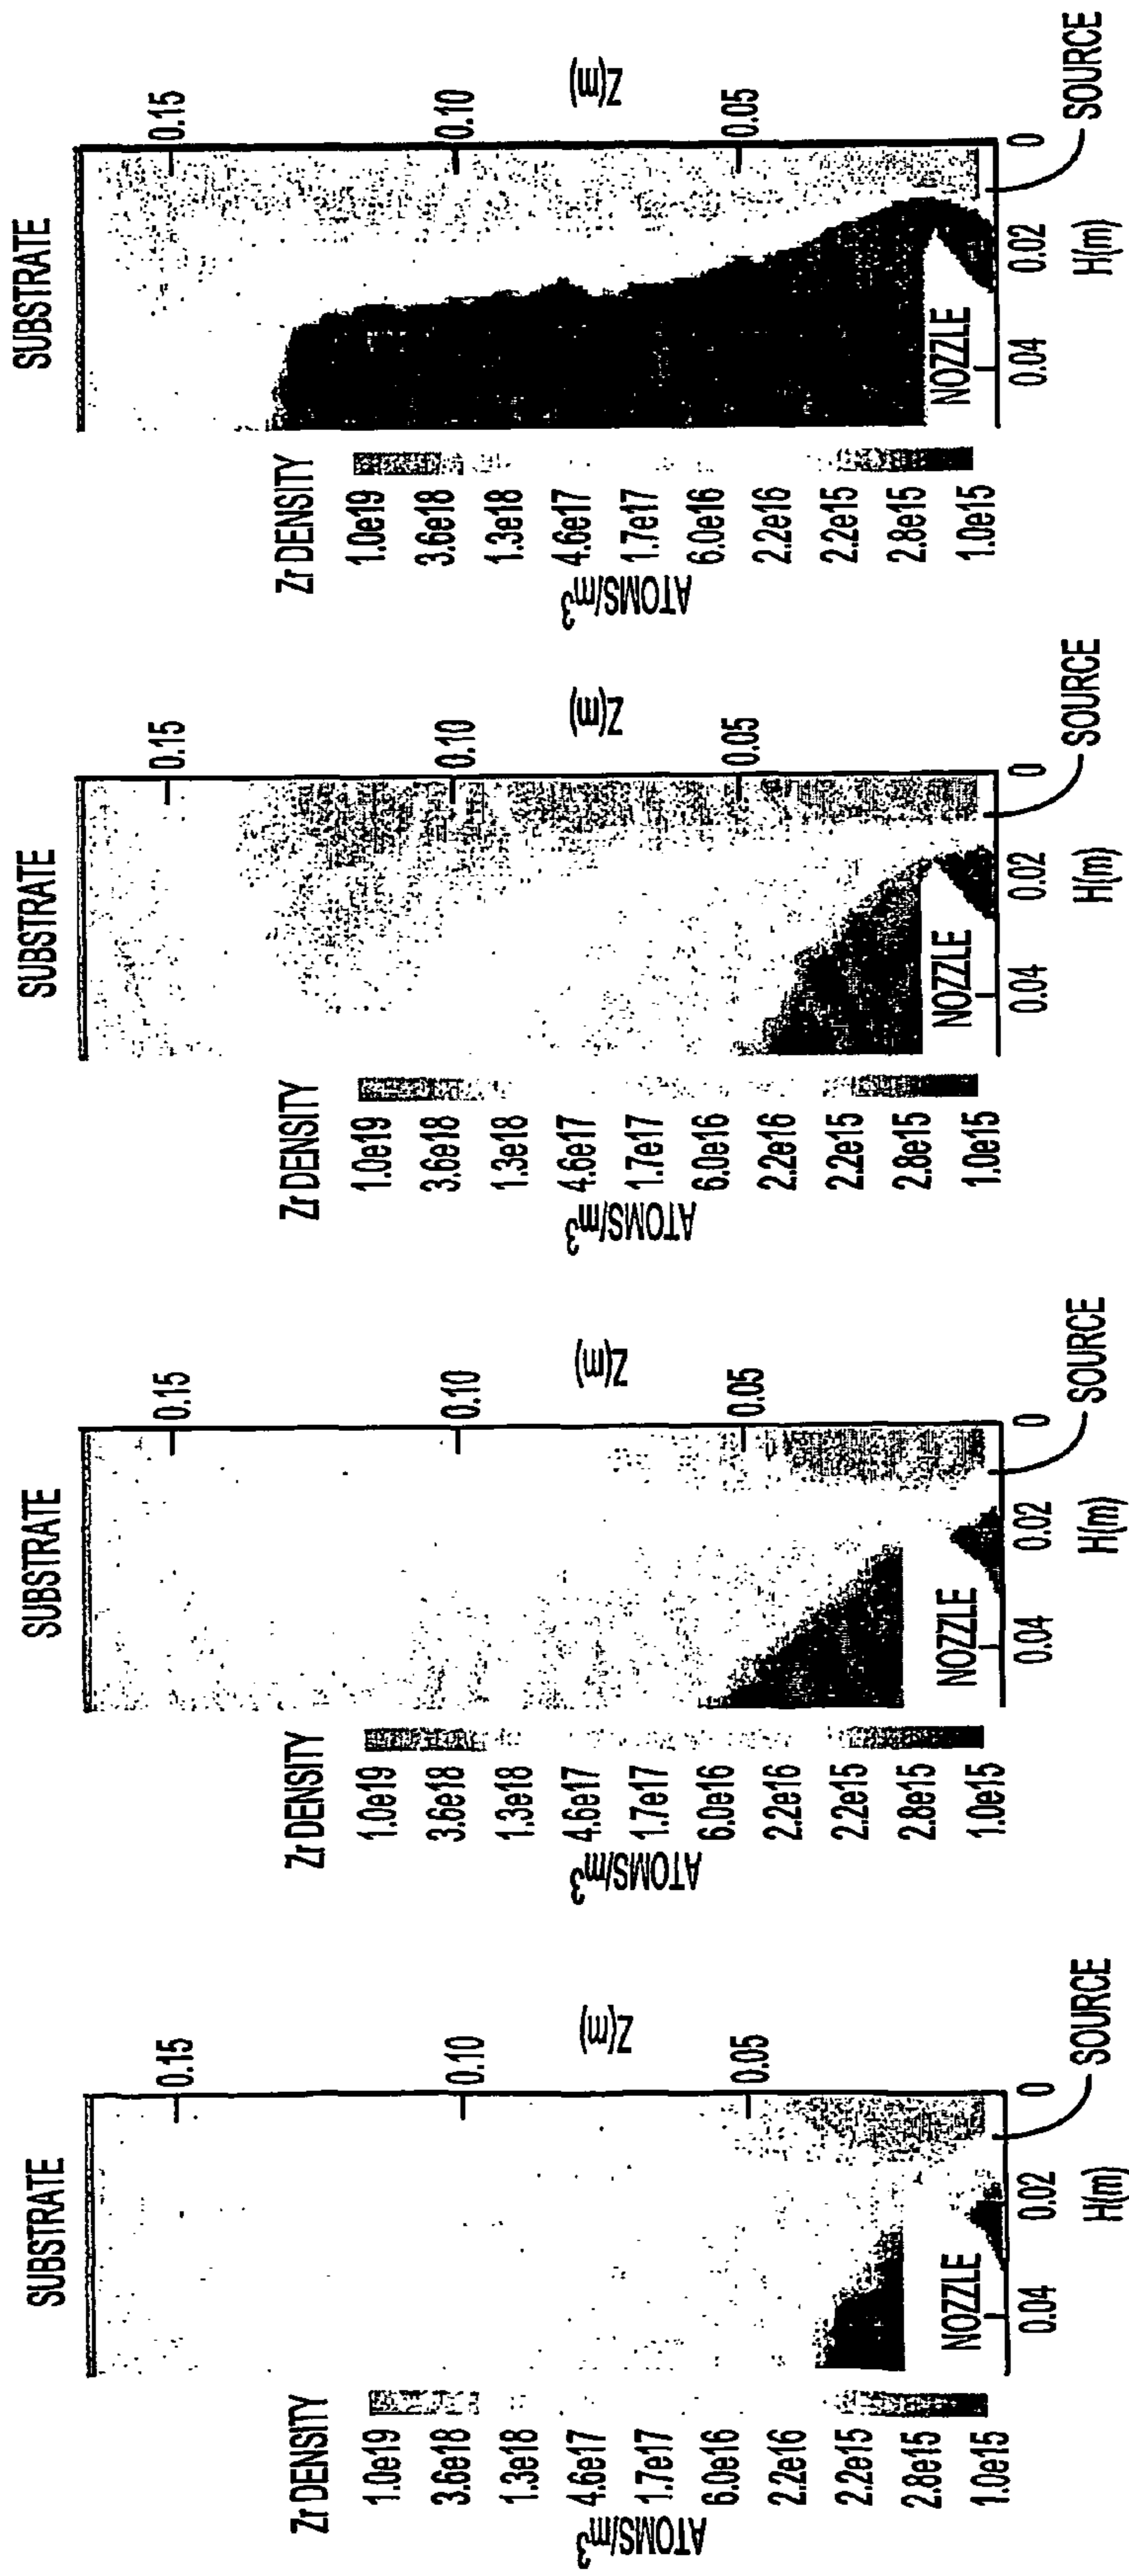 SUBSTRATE
Zr DENSITY
1.0e19
3.6e18
1.3e18
4.6e17
1.7e17
6.0e16
2.2e16
2.2e15
2.8e15
1.0e15
ATOMS/m3
0.15
0.10
0.05
Z(m)
NOZZLE
0.04
0.02
0
H(m)
SOURCE
SUBSTRATE
Zr DENSITY
1.0e19
3.6e18
1.3e18
4.6e17
1.7e17
6.0e16
2.2e16
2.2e15
2.8e15
1.0e15
ATOMS/m3
0.15
0.10
0.05
Z(m)
NOZZLE
0.04
0.02
0
H(m)
SOURCE
SUBSTRATE
Zr DENSITY
1.0e19
3.6e18
1.3e18
4.6e17
1.7e17
6.0e16
2.2e16
2.2e15
2.8e15
1.0e15
ATOMS/m3
0.15
0.10
0.05
Z(m)
NOZZLE
0.04
0.02
0
H(m)
SOURCE
SUBSTRATE
Zr DENSITY
1.0e19
3.6e18
1.3e18
4.6e17
1.7e17
6.0e16
2.2e16
2.2e15
2.8e15
1.0e15
ATOMS/m3
0.15
0.10
0.05
Z(m)
NOZZLE
0.04
0.02
0
H(m)
SOURCE